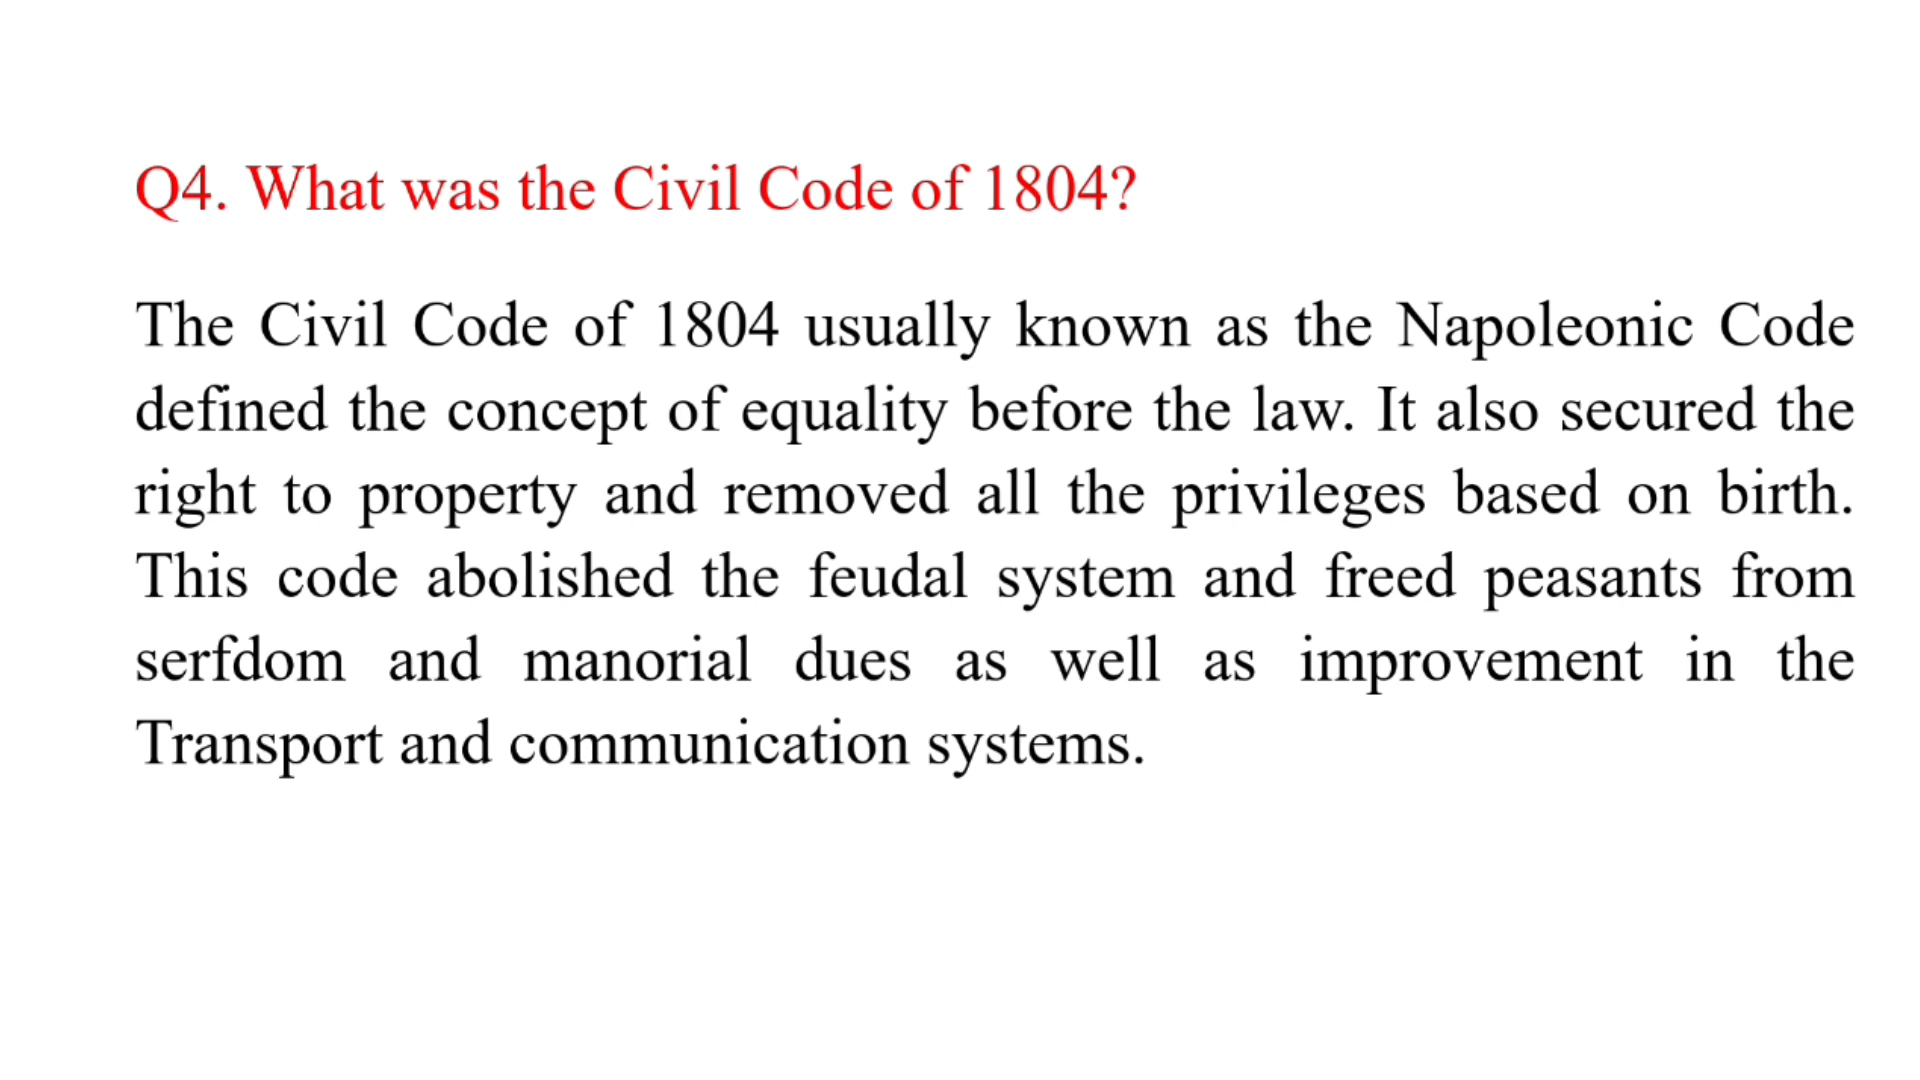 Q4. What was the Civil Code of 1804?
The Civil Code of 1804 usually known as the Napoleonic Code
defined the concept of equality before the law. It also secured the
right to property and removed all the privileges based on birth.
This code abolished the feudal system and freed peasants from
serfdom and manorial dues as well as improvement in the
Transport and communication systems.